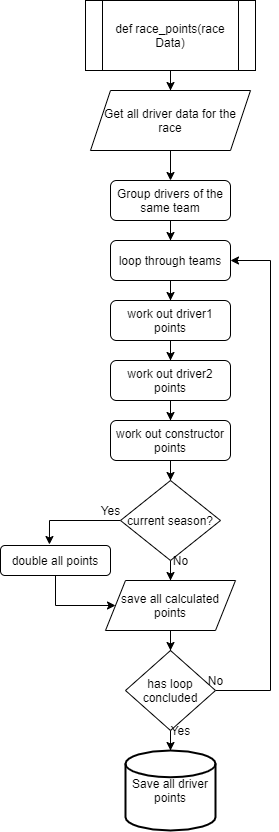 def race_points(race
Data)
Get all driver data for the
race
Group drivers of the
same team
loop through teams
work out driver1
points
work out driver2
points
work out constructor
points
Yes
current season?
No
double all points
save all calculated
points
has loop
concluded
No
Yes
Save all driver
points